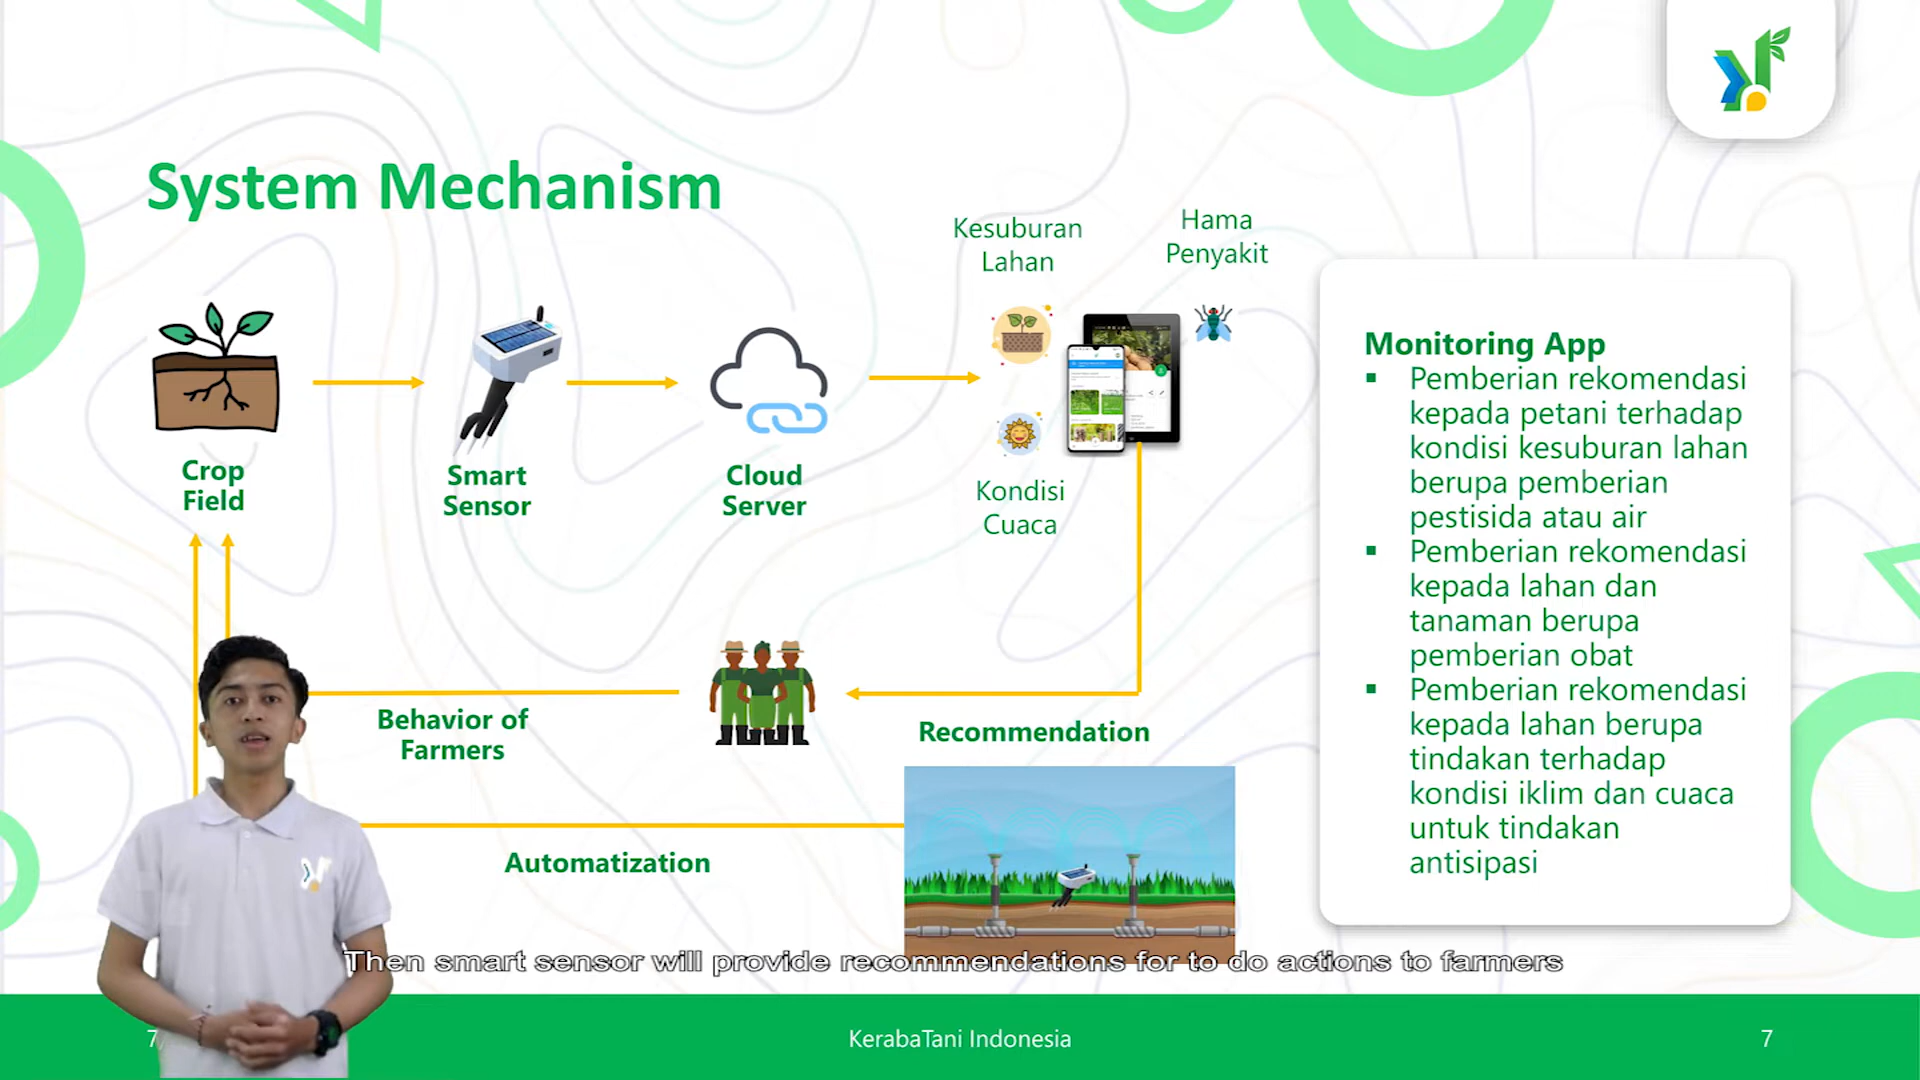 System Mechanism
Kesuburan
Lahan
Hama
Penyakit
Crop
Field
Smart
Sensor
Cloud
Server
Kondisi
Cuaca
Behavior of
Farmers
Recommendation
Automatization
Monitoring App
▪ Pemberian rekomendasi
kepada petani terhadap
kondisi kesuburan lahan
berupa pemberian
pestisida atau air
▪ Pemberian rekomendasi
kepada lahan dan
tanaman berupa
pemberian obat
▪ Pemberian rekomendasi
kepada lahan berupa
tindakan terhadap
kondisi iklim dan cuaca
untuk tindakan
antisipasi
Then smart sensor will provide recommendations for to do actions to farmers
KerabaTani Indonesia
7